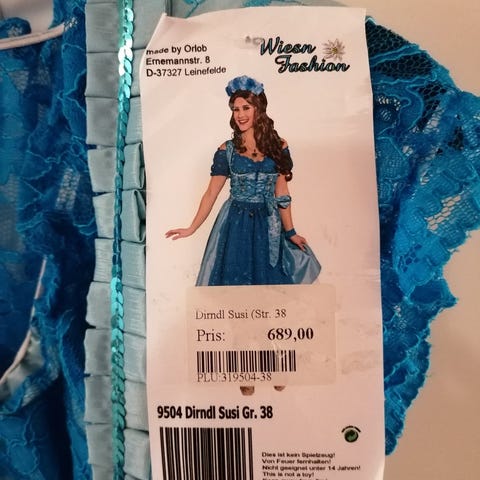 made by Orlob
Ernemannstr. 8
D-37327 Leinefelde
Wiesn
Fashion
Dirndl Susi (Str. 38
Pris: 689,00
PLU:319504-38
9504 Dirndl Susi Gr. 38
Dies ist kein Spielzeug!
Von Feuer fernhalten!
Nicht geeignet unter 14 Jahren!
This is not a toy!